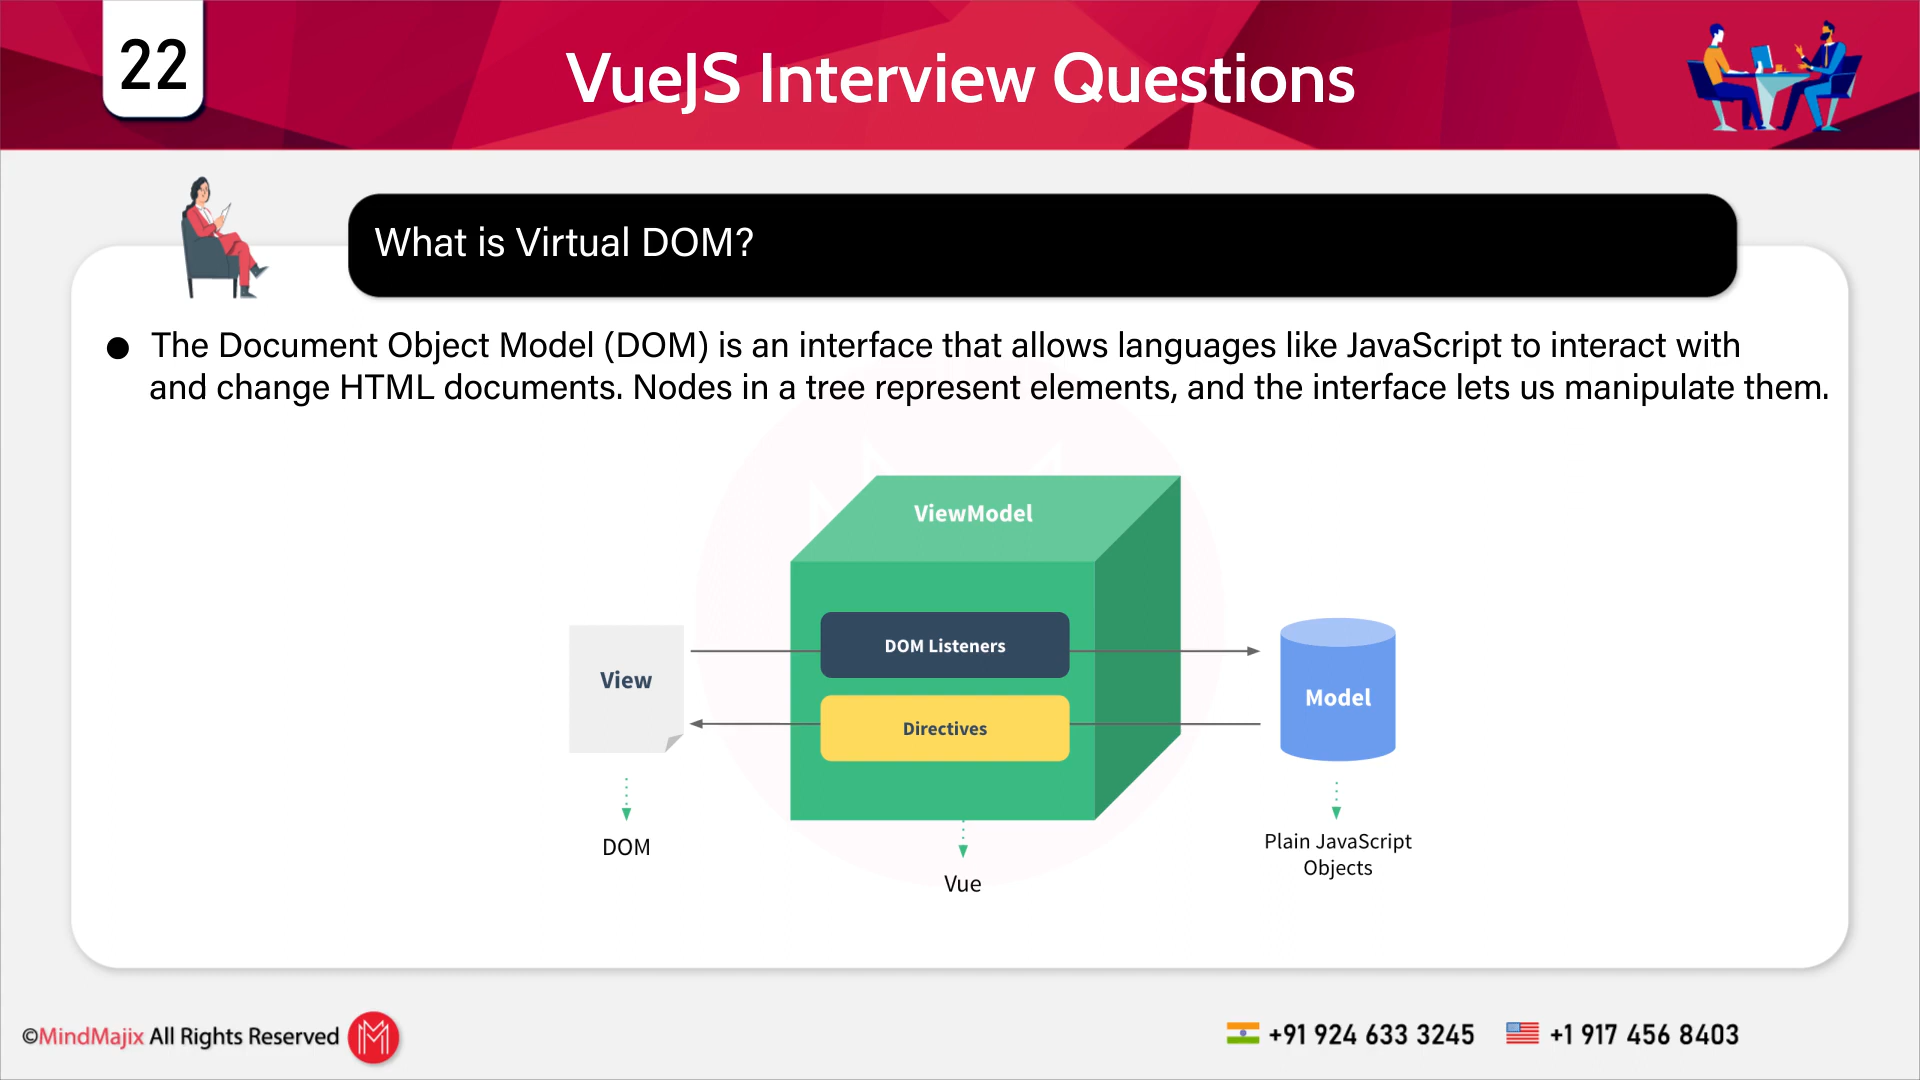 22
VueJS Interview Questions
What is Virtual DOM?
● The Document Object Model (DOM) is an interface that allows languages like JavaScript to interact with
and change HTML documents. Nodes in a tree represent elements, and the interface lets us manipulate them.
ViewModel
DOM Listeners
View
Model
Directives
DOM
Plain JavaScript
Objects
Vue
©MindMajix All Rights Reserved
+91 924 633 3245
+1 917 456 8403